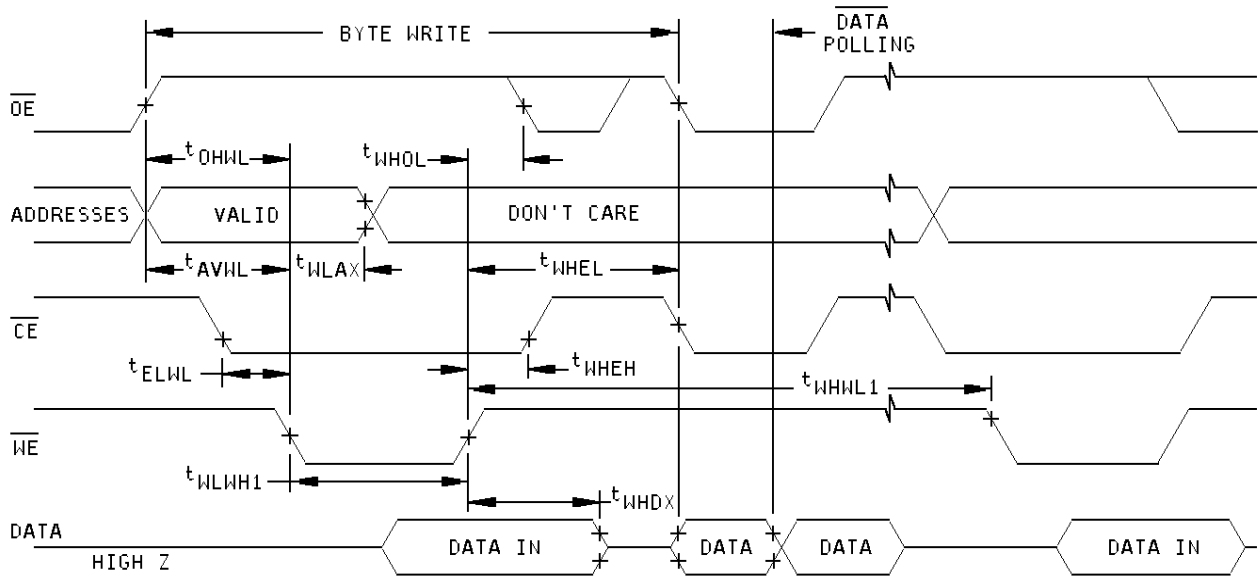 BYTE WRITE
DATA
POLLING
OE
tOHWL
tWHOL
ADDRESSES
VALID
DON'T CARE
tAVWL
tWLAX
tWHEL
CE
tELWL
tWHEH
tWHWL1
WE
tWLWH1
tWHDX
DATA
HIGH Z
DATA IN
DATA
DATA
DATA IN